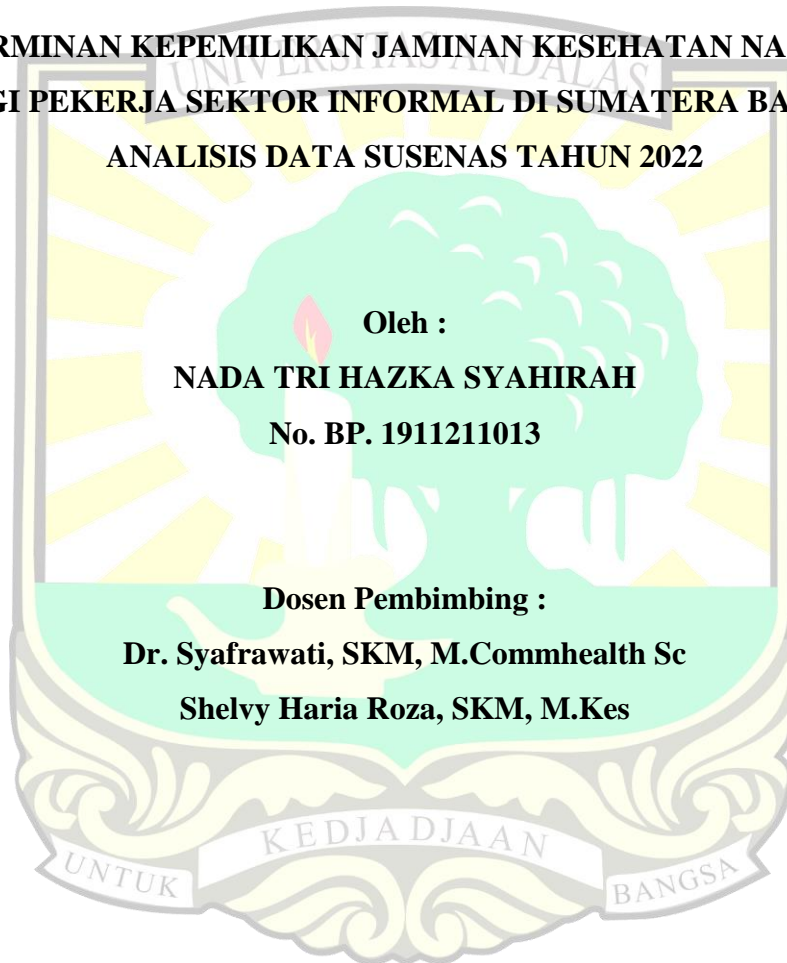 RMINAN KEPEMILIKAN JAMINAN KESEHATAN NA
UNIVERSITAS ANDALAS
GI PEKERJA SEKTOR INFORMAL DI SUMATERA BA
ANALISIS DATA SUSENAS TAHUN 2022
Oleh :
NADA TRI HAZKA SYAHIRAH
No. BP. 1911211013
Dosen Pembimbing :
Dr. Syafrawati, SKM, M.Commhealth Sc
Shelvy Haria Roza, SKM, M.Kes
UNTUK KEDJADJAAN BANGSA